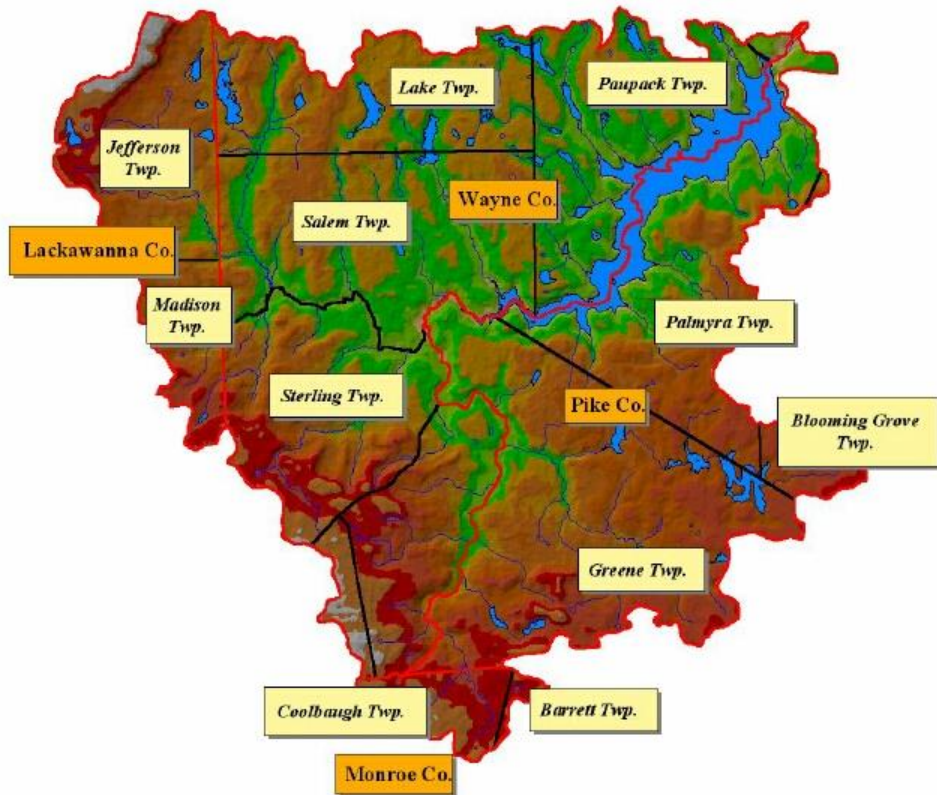 Lake Twp.
Paupack Twp.
Jefferson
Twp.
Wayne Co.
Salem Twp.
Lackawanna Co.
Madison
Twp.
Palmyra Twp.
Sterling Twp.
Pike Co.
Blooming Grove
Twp.
Greene Twp.
Coolbaugh Twp.
Barrett Twp.
Monroe Co.